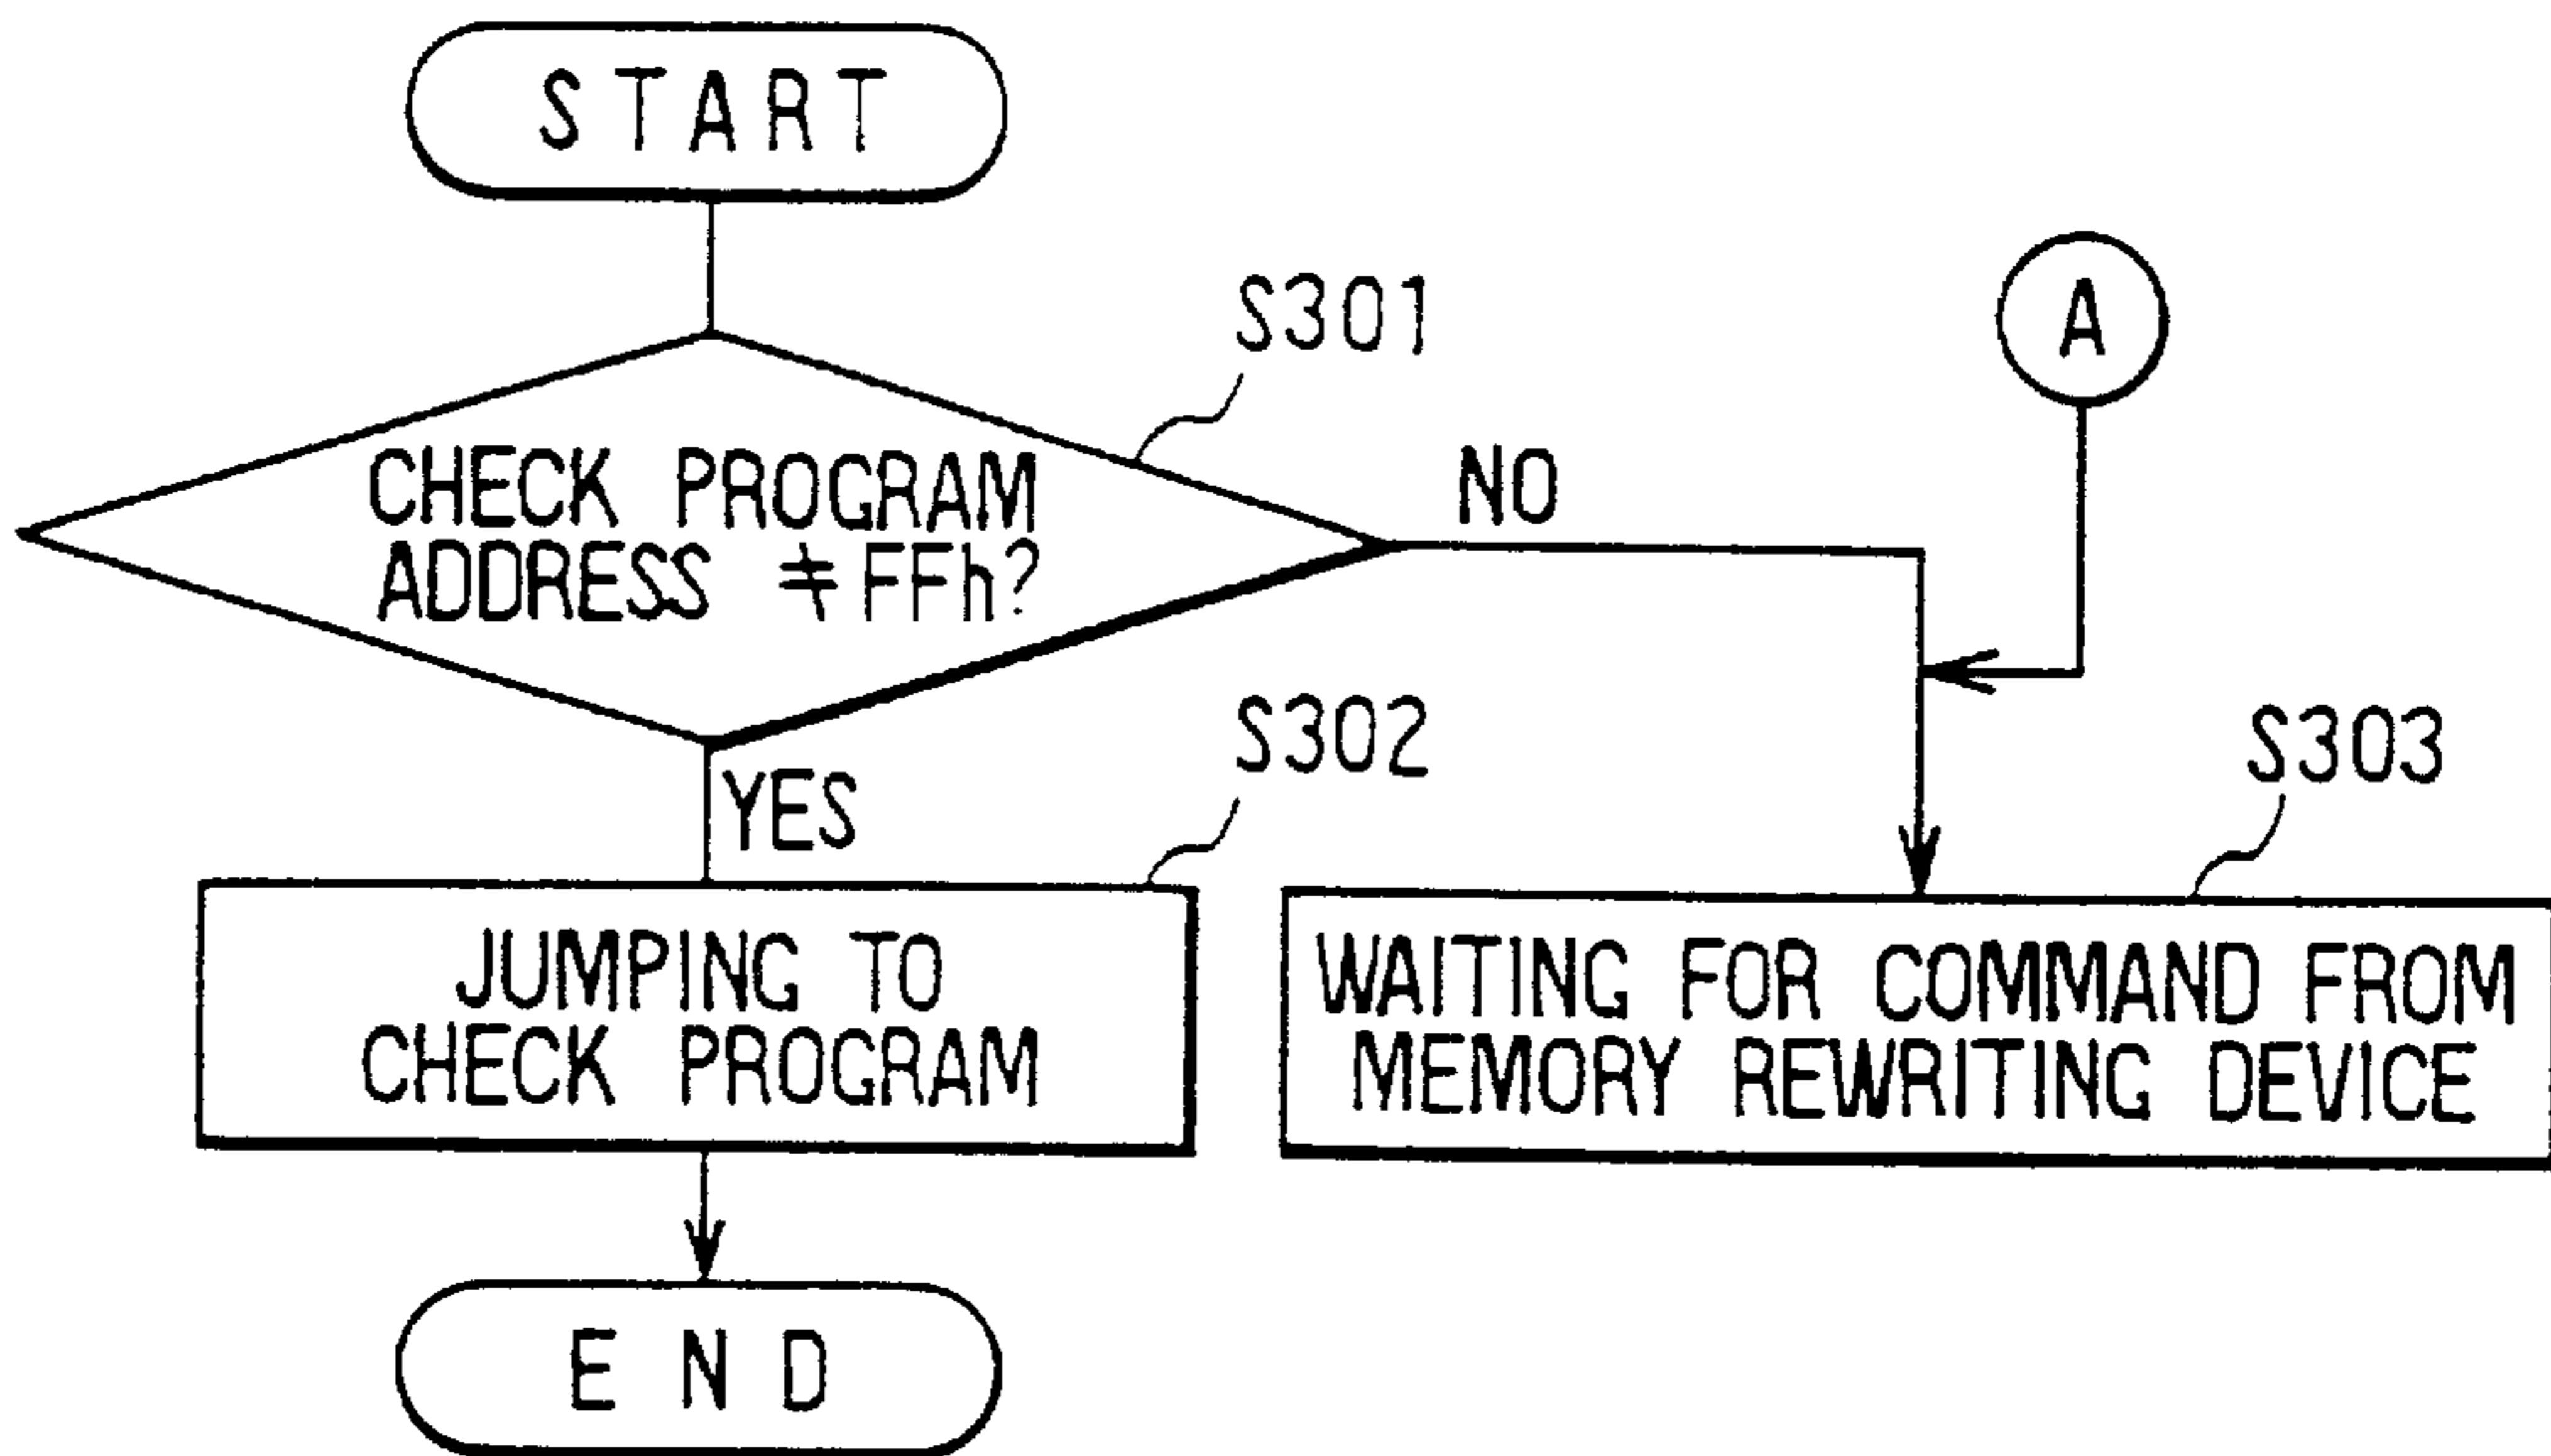 START
S301
A
CHECK PROGRAM
ADDRESS ≠ FFh?
NO
YES
S302
S303
JUMPING TO
CHECK PROGRAM
WAITING FOR COMMAND FROM
MEMORY REWRITING DEVICE
END